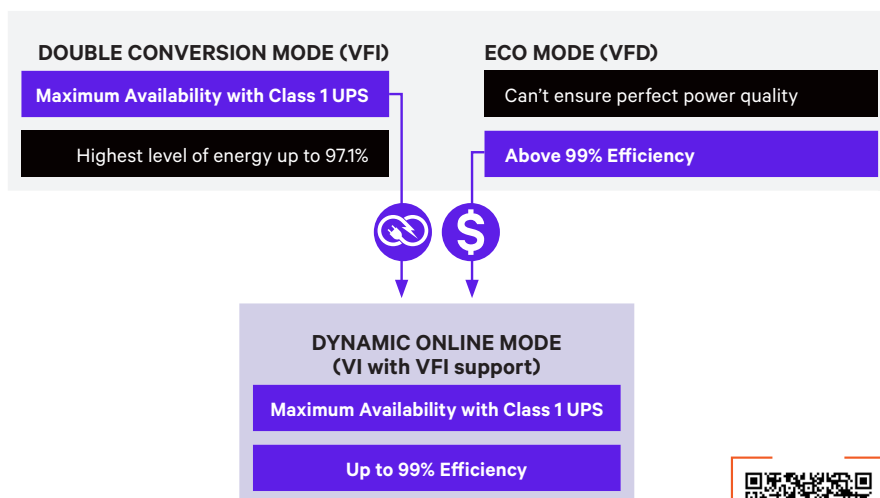 DOUBLE CONVERSION MODE (VFI)
Maximum Availability with Class 1 UPS
Highest level of energy up to 97.1%
ECO MODE (VFD)
Can’t ensure perfect power quality
Above 99% Efficiency
$
DYNAMIC ONLINE MODE
(VI with VFI support)
Maximum Availability with Class 1 UPS
Up to 99% Efficiency